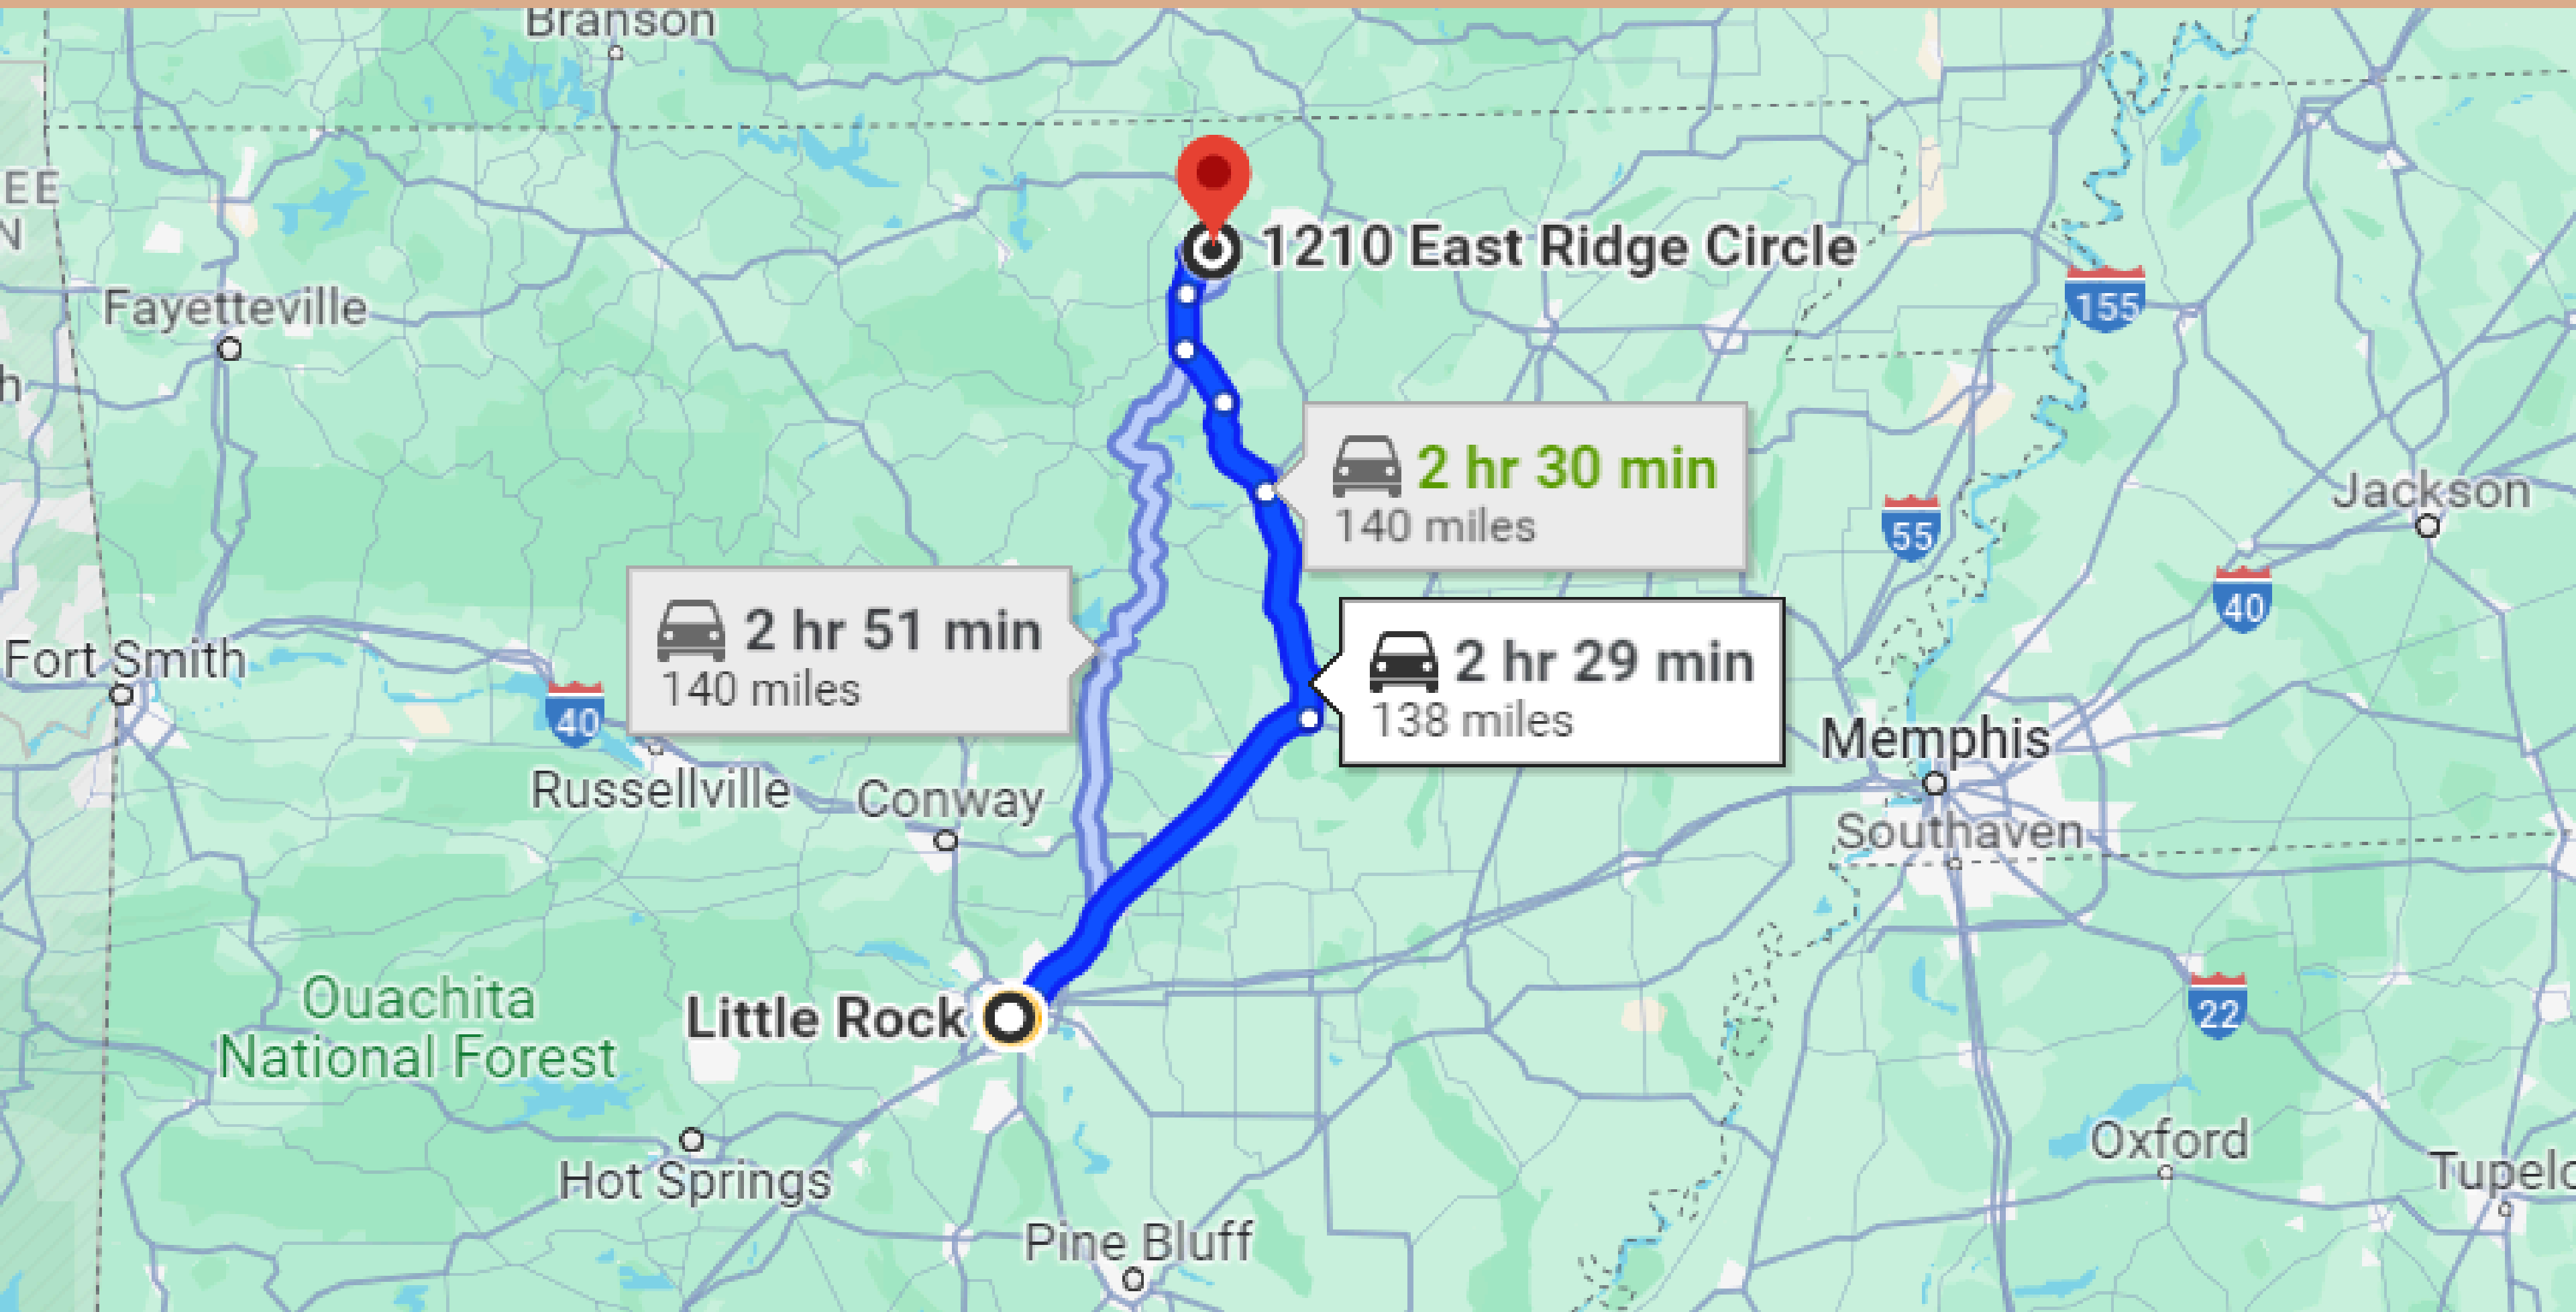 Branson
EE
N
1210 East Ridge Circle
155
Fayetteville
h
2 hr 30 min
140 miles
Jackson
55
40
2 hr 51 min
140 miles
2 hr 29 min
138 miles
Fort Smith
40
Memphis
Russellville
Conway
Southaven
Ouachita
National Forest
Little Rock
22
Hot Springs
Oxford
Tupelo
Pine Bluff